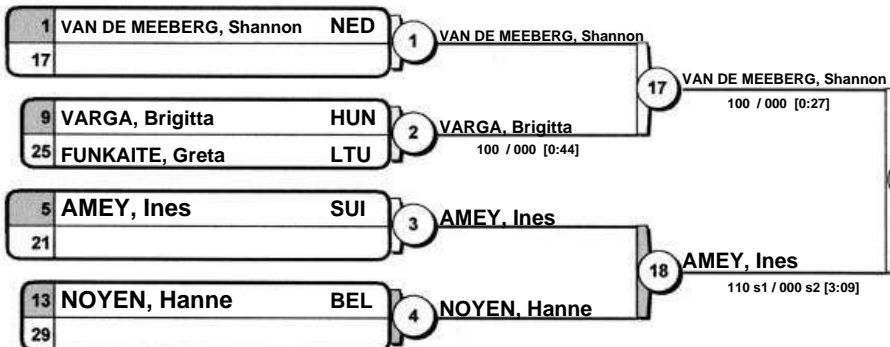 1 VAN DE MEEBERG, Shannon NED
17
1
VAN DE MEEBERG, Shannon
9 VARGA, Brigitta HUN
25 FUNKAITE, Greta LTU
2
VARGA, Brigitta
100 / 000 [0:44]
17
VAN DE MEEBERG, Shannon
100 / 000 [0:27]
5 AMEY, Ines SUI
21
3
AMEY, Ines
13 NOYEN, Hanne BEL
29
4
NOYEN, Hanne
18
AMEY, Ines
110 s1 / 000 s2 [3:09]